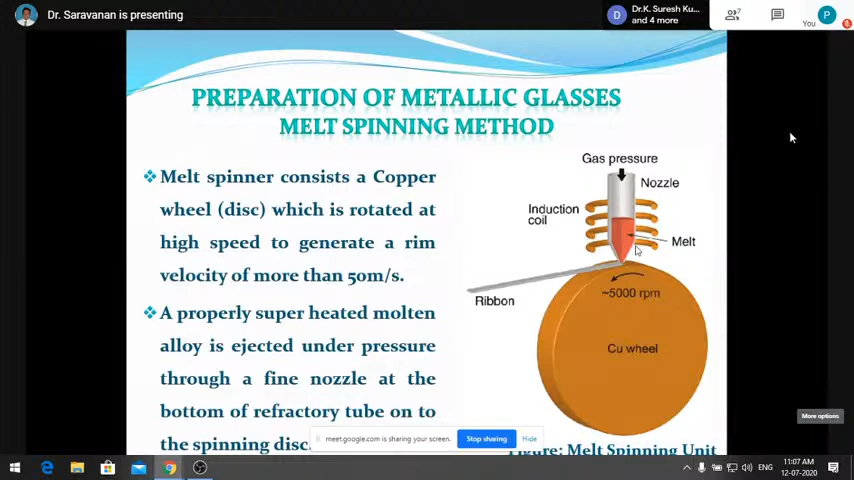 Dr. Saravanan is presenting
Dr.K. Suresh Ku...
and 4 more
7
D
You
P
PREPARATION OF METALLIC GLASSES
MELT SPINNING METHOD
Melt spinner consists a Copper
wheel (disc) which is rotated at
high speed to generate a rim
velocity of more than 50m/s.
A properly super heated molten
alloy is ejected under pressure
through a fine nozzle at the
bottom of refractory tube on to
the spinning disc
Gas pressure
Nozzle
Induction
coil
Melt
Ribbon
~5000 rpm
Cu wheel
Figure: Melt Spinning Unit
More options
meet.google.com is sharing your screen.
Stop sharing
Hide
ENG
11:07 AM
12-07-2020